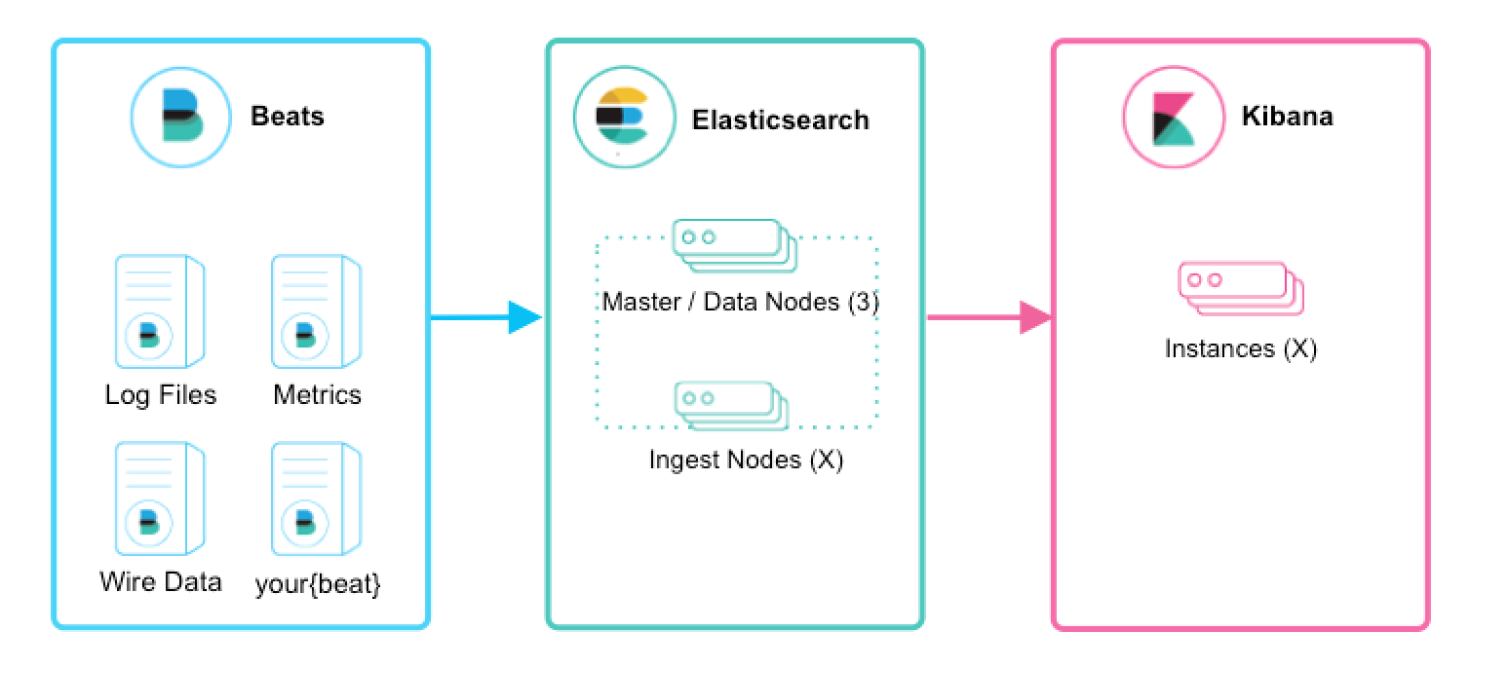 Beats
Log Files
Metrics
Wire Data
your{beat}
Elasticsearch
Master / Data Nodes (3)
Ingest Nodes (X)
Kibana
Instances (X)